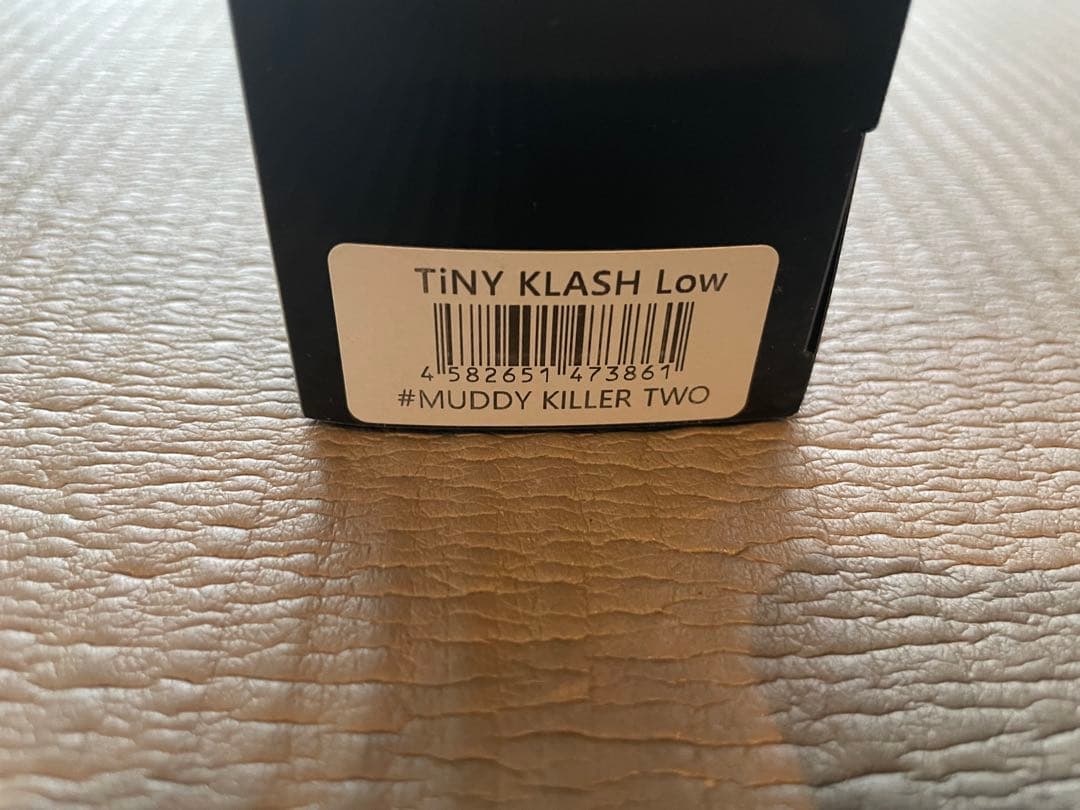 TiNY KLASH Low
4 582651 473861
#MUDDY KILLER TWO